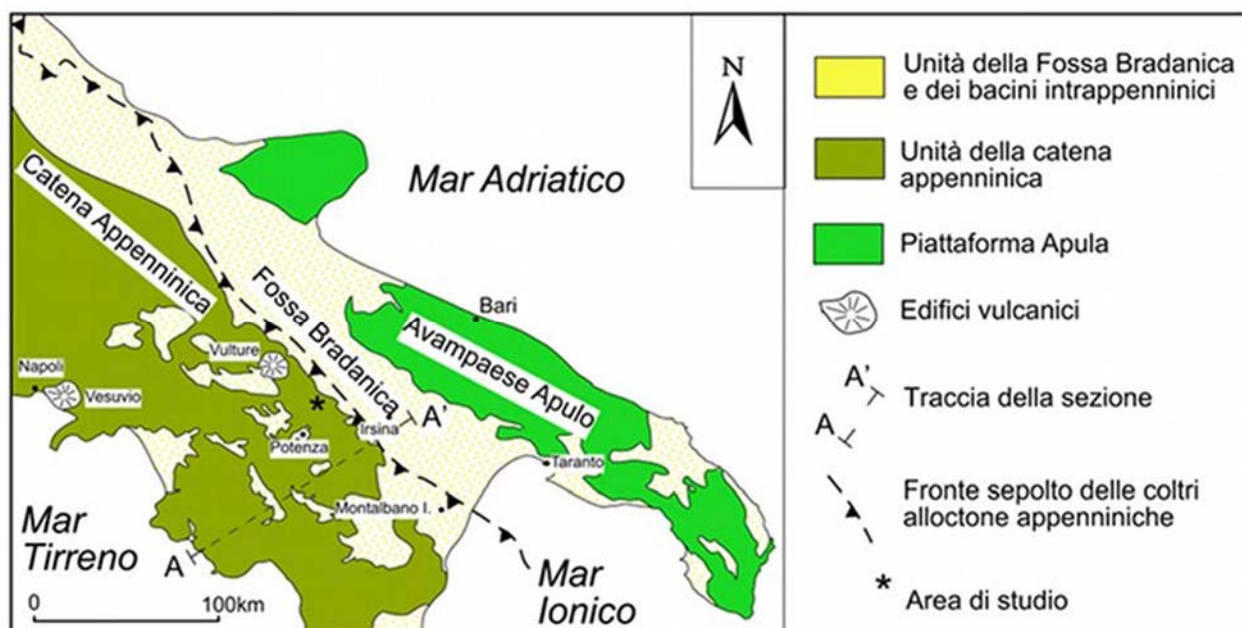 N
Mar Adriatico
Catena Appenninica
Fossa Bradanica
Bari
Avampaese Apulo
Vulture
Napoli
Vesuvio
A'
Irsina
Potenza
Taranto
Montalbano I.
Mar
Tirreno
A
Mar
Ionico
0
100km
Unità della Fossa Bradanica
e dei bacini intrappenninici
Unità della catena
appenninica
Piattaforma Apula
Edifici vulcanici
A'
A
Traccia della sezione
Fronte sepolto delle coltri
alloctone appenniniche
*
Area di studio